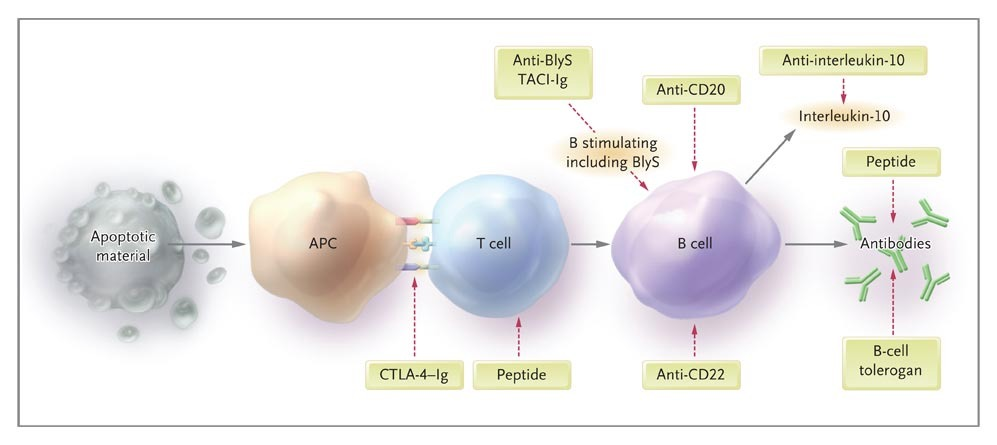 Anti-BlyS
TACI-Ig
Anti-CD20
Anti-interleukin-10
Interleukin-10
B stimulating
including BlyS
Peptide
Apoptotic
material
APC
T cell
B cell
Antibodies
CTLA-4–Ig
Peptide
Anti-CD22
B-cell
tolerogan